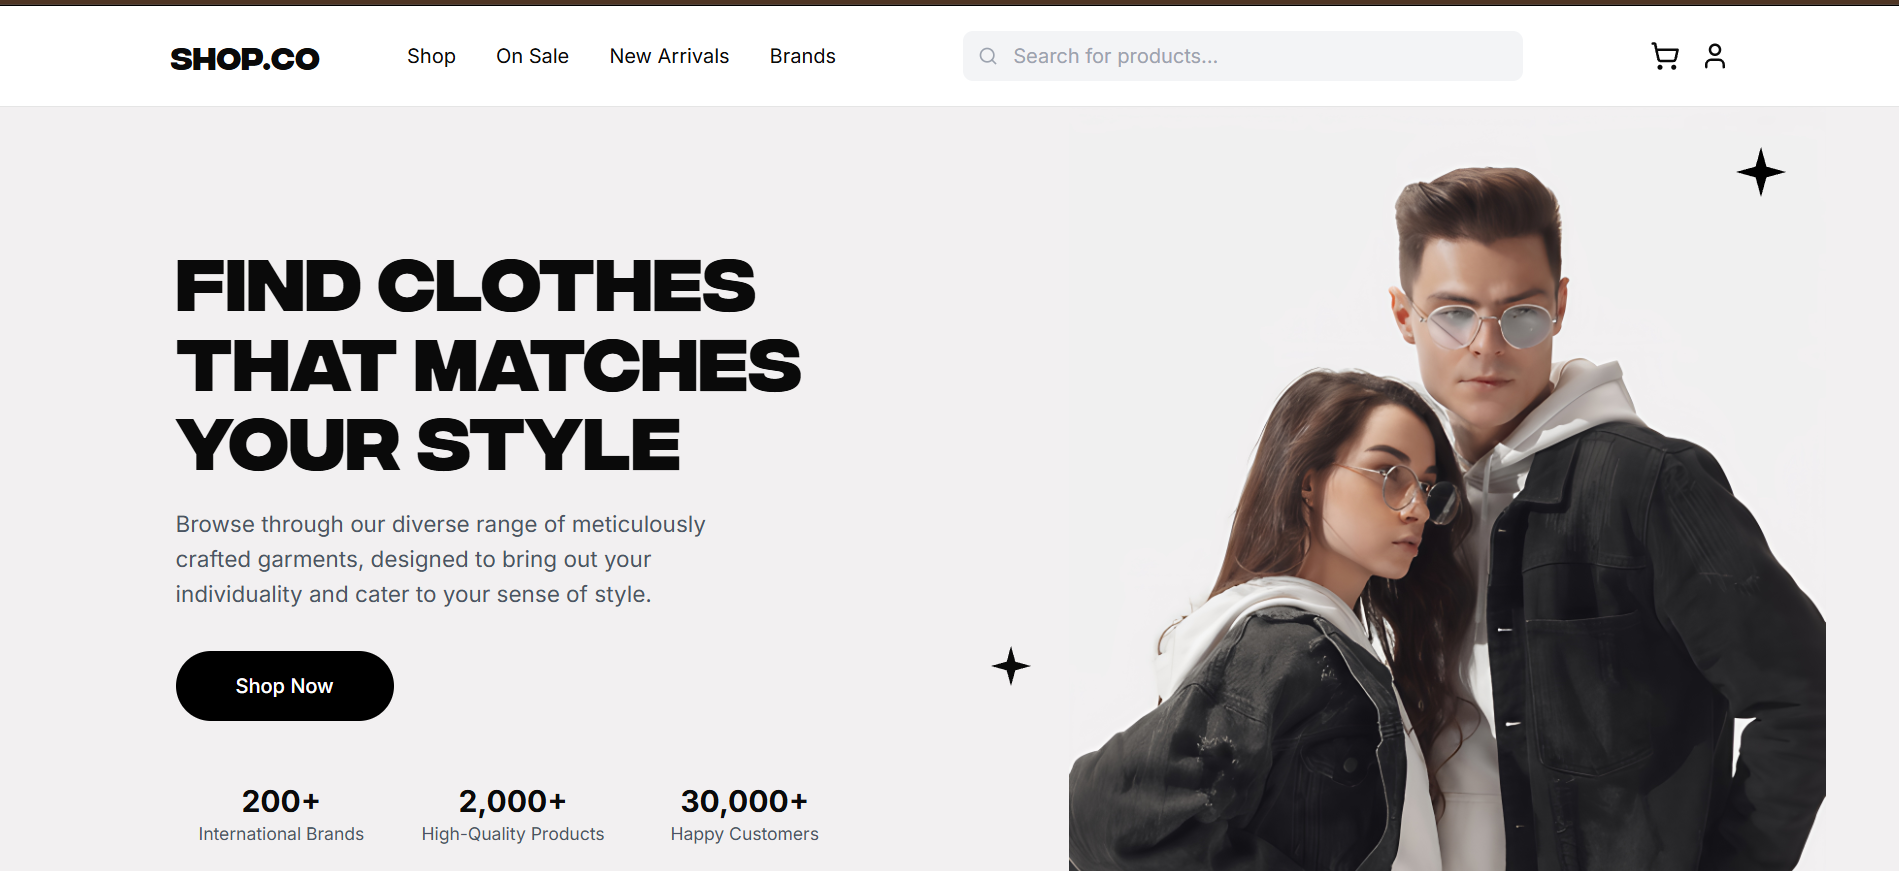 SHOP.CO
Shop
On Sale
New Arrivals
Brands
Search for products...
FIND CLOTHES
THAT MATCHES
YOUR STYLE
Browse through our diverse range of meticulously
crafted garments, designed to bring out your
individuality and cater to your sense of style.
Shop Now
200+
International Brands
2,000+
High-Quality Products
30,000+
Happy Customers